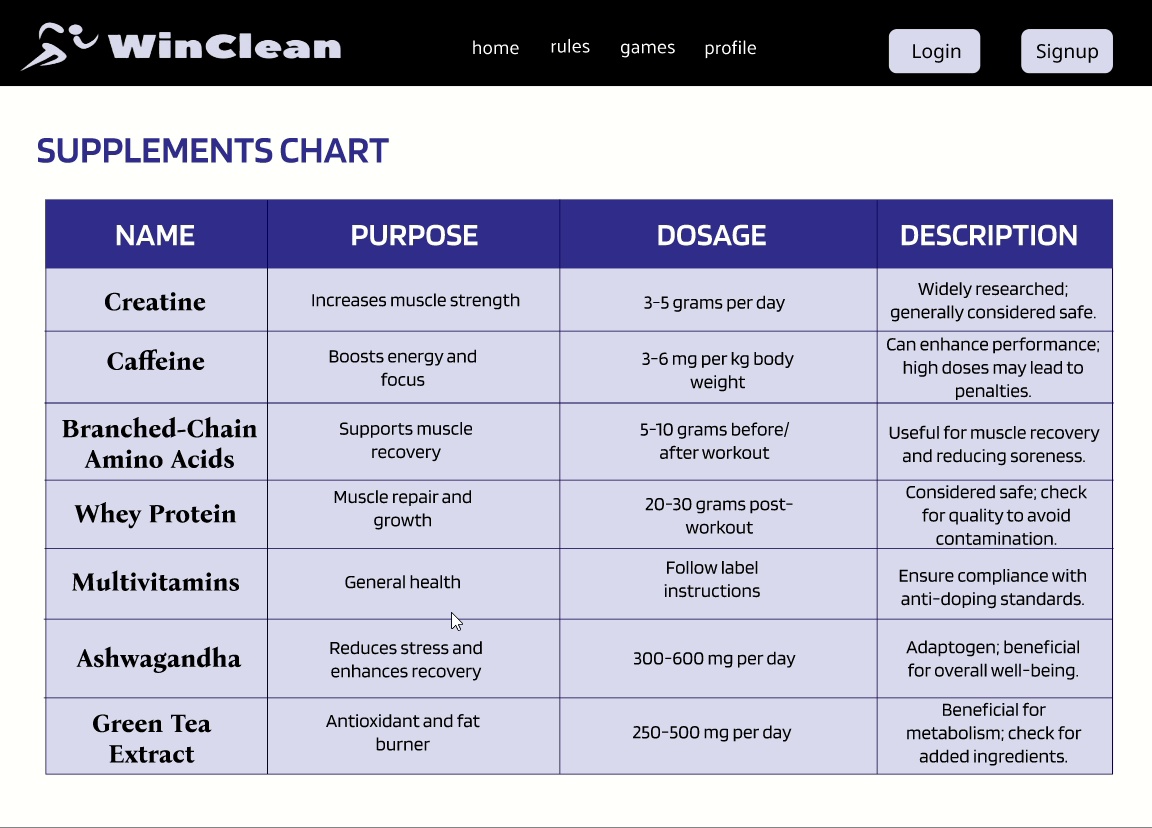 WinClean
home rules games profile
Login Signup
SUPPLEMENTS CHART
NAME PURPOSE DOSAGE DESCRIPTION
Creatine
Increases muscle strength
3-5 grams per day
Widely researched;
generally considered safe.
Caffeine
Boosts energy and
focus
3-6 mg per kg body
weight
Can enhance performance;
high doses may lead to
penalties.
Branched-Chain
Amino Acids
Supports muscle
recovery
5-10 grams before/
after workout
Useful for muscle recovery
and reducing soreness.
Whey Protein
Muscle repair and
growth
20-30 grams post-
workout
Considered safe; check
for quality to avoid
contamination.
Multivitamins
General health
Follow label
instructions
Ensure compliance with
anti-doping standards.
Ashwagandha
Reduces stress and
enhances recovery
300-600 mg per day
Adaptogen; beneficial
for overall well-being.
Green Tea
Extract
Antioxidant and fat
burner
250-500 mg per day
Beneficial for
metabolism; check for
added ingredients.